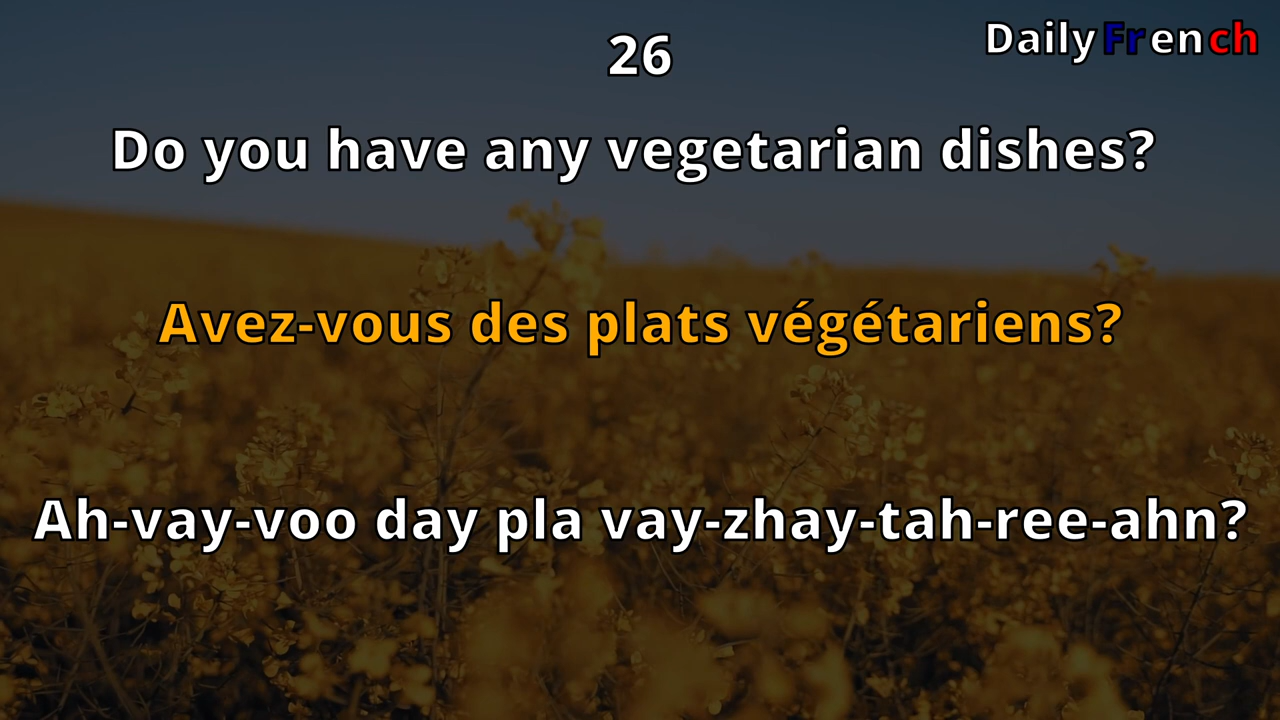 26
Daily French
Do you have any vegetarian dishes?
Avez-vous des plats végétariens?
Ah-vay-voo day pla vay-zhay-tah-ree-ahn?